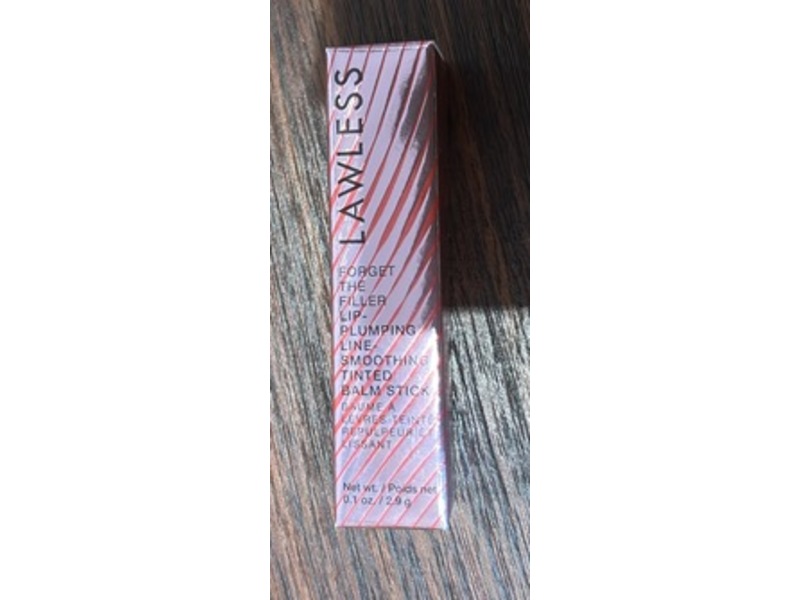 LAWLESS
FORGET
THE
FILLER
LIP-
PLUMPING
LINE-
SMOOTHING
TINTED
BALM STICK
BAUME À
LÈVRES TEINTÉ
REPULPEUR ET
LISSANT
Net wt. / Poids net
0.1 oz. / 2.9 g